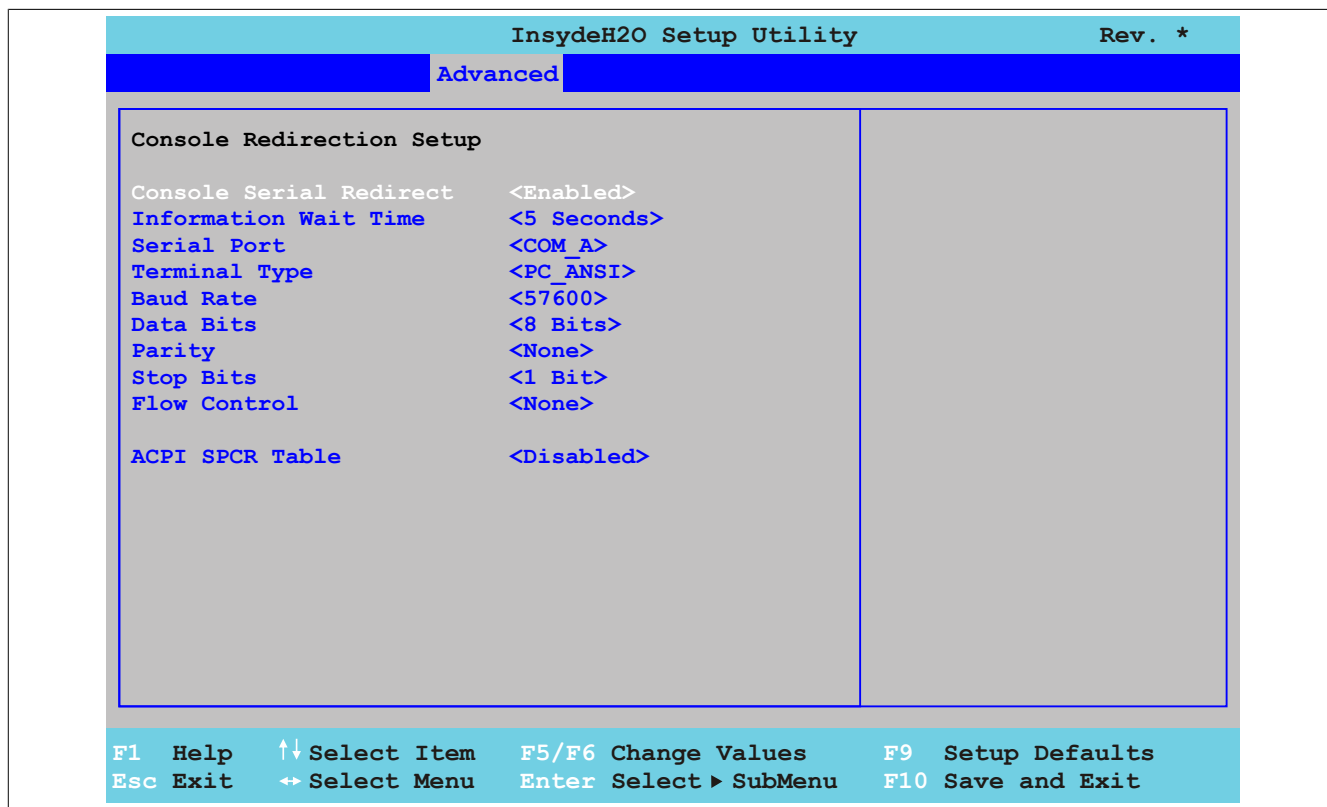 InsydeH2O Setup Utility Rev. *
Advanced
Console Redirection Setup
Console Serial Redirect <Enabled>
Information Wait Time <5 Seconds>
Serial Port <COM_A>
Terminal Type <PC_ANSI>
Baud Rate <57600>
Data Bits <8 Bits>
Parity <None>
Stop Bits <1 Bit>
Flow Control <None>
ACPI SPCR Table <Disabled>
F1 Help ↑↓ Select Item F5/F6 Change Values F9 Setup Defaults
Esc Exit ↔ Select Menu Enter Select ▶ SubMenu F10 Save and Exit